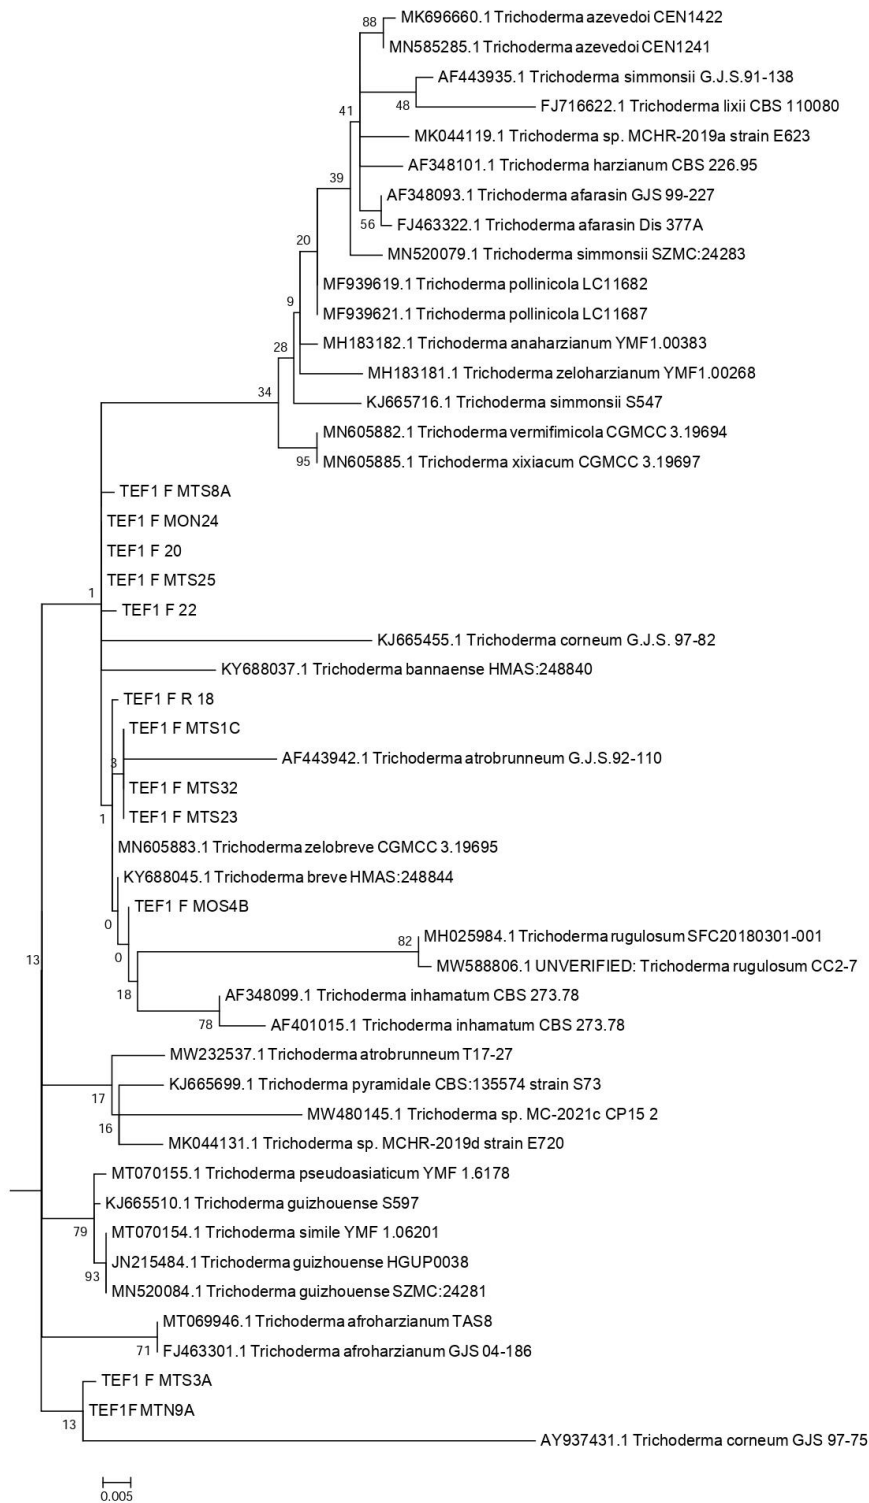 88
MK696660.1 Trichoderma azevedoi CEN1422
MN585285.1 Trichoderma azevedoi CEN1241
AF443935.1 Trichoderma simmonsii G.J.S.91-138
48
FJ716622.1 Trichoderma lixii CBS 110080
41
MK044119.1 Trichoderma sp. MCHR-2019a strain E623
AF348101.1 Trichoderma harzianum CBS 226.95
39
AF348093.1 Trichoderma afarasin GJS 99-227
56
FJ463322.1 Trichoderma afarasin Dis 377A
20
MN520079.1 Trichoderma simmonsii SZMC:24283
MF939619.1 Trichoderma pollinicola LC11682
9
MF939621.1 Trichoderma pollinicola LC11687
28
MH183182.1 Trichoderma anaharzianum YMF1.00383
MH183181.1 Trichoderma zeloharzianum YMF1.00268
34
KJ665716.1 Trichoderma simmonsii S547
MN605882.1 Trichoderma vermifimicola CGMCC 3.19694
95
MN605885.1 Trichoderma xixiacum CGMCC 3.19697
TEF1 F MTS8A
TEF1 F MON24
TEF1 F 20
TEF1 F MTS25
1
TEF1 F 22
KJ665455.1 Trichoderma corneum G.J.S. 97-82
KY688037.1 Trichoderma bannaense HMAS:248840
TEF1 F R 18
TEF1 F MTS1C
3
AF443942.1 Trichoderma atrobrunneum G.J.S.92-110
TEF1 F MTS32
1
TEF1 F MTS23
MN605883.1 Trichoderma zelobreve CGMCC 3.19695
KY688045.1 Trichoderma breve HMAS:248844
0
TEF1 F MOS4B
0
82
MH025984.1 Trichoderma rugulosum SFC20180301-001
13
MW588806.1 UNVERIFIED: Trichoderma rugulosum CC2-7
18
AF348099.1 Trichoderma inhamatum CBS 273.78
78
AF401015.1 Trichoderma inhamatum CBS 273.78
MW232537.1 Trichoderma atrobrunneum T17-27
17
KJ665699.1 Trichoderma pyramidale CBS:135574 strain S73
16
MW480145.1 Trichoderma sp. MC-2021c CP15 2
MK044131.1 Trichoderma sp. MCHR-2019d strain E720
MT070155.1 Trichoderma pseudoasiaticum YMF 1.6178
KJ665510.1 Trichoderma guizhouense S597
79
MT070154.1 Trichoderma simile YMF 1.06201
JN215484.1 Trichoderma guizhouense HGUP0038
93
MN520084.1 Trichoderma guizhouense SZMC:24281
MT069946.1 Trichoderma afroharzianum TAS8
71
FJ463301.1 Trichoderma afroharzianum GJS 04-186
TEF1 F MTS3A
TEF1F MTN9A
13
AY937431.1 Trichoderma corneum GJS 97-75
0.005